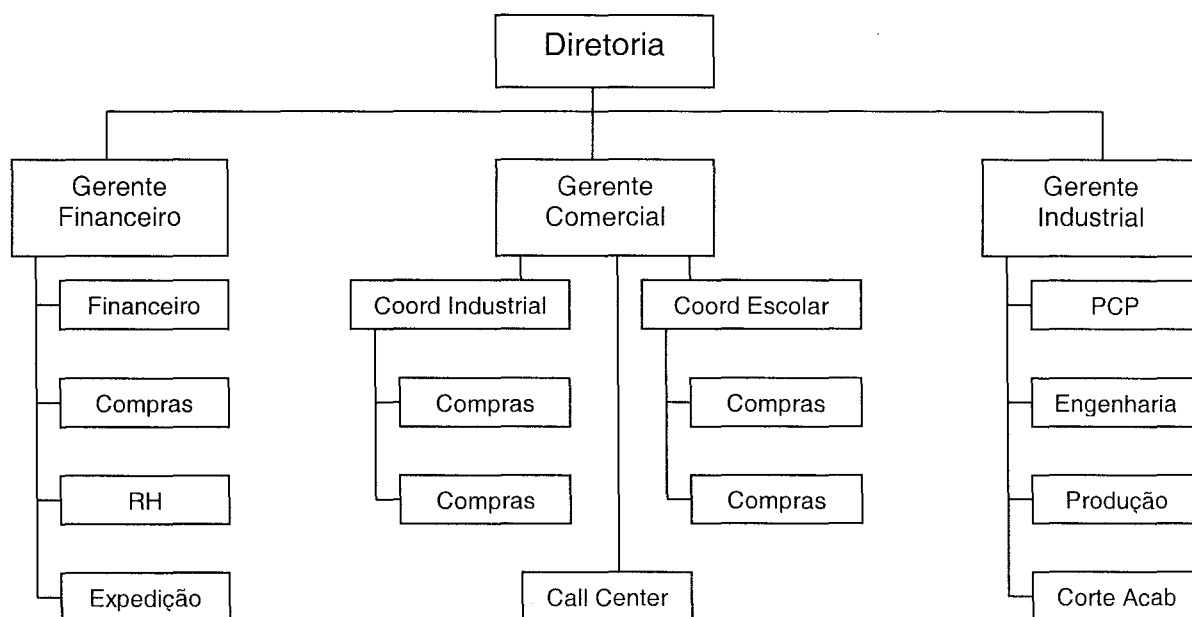 Diretoria
Gerente
Financeiro
Gerente
Comercial
Gerente
Industrial
Financeiro
Coord Industrial
Coord Escolar
PCP
Compras
Compras
Compras
Engenharia
RH
Compras
Compras
Produção
Expedição
Call Center
Corte Acab